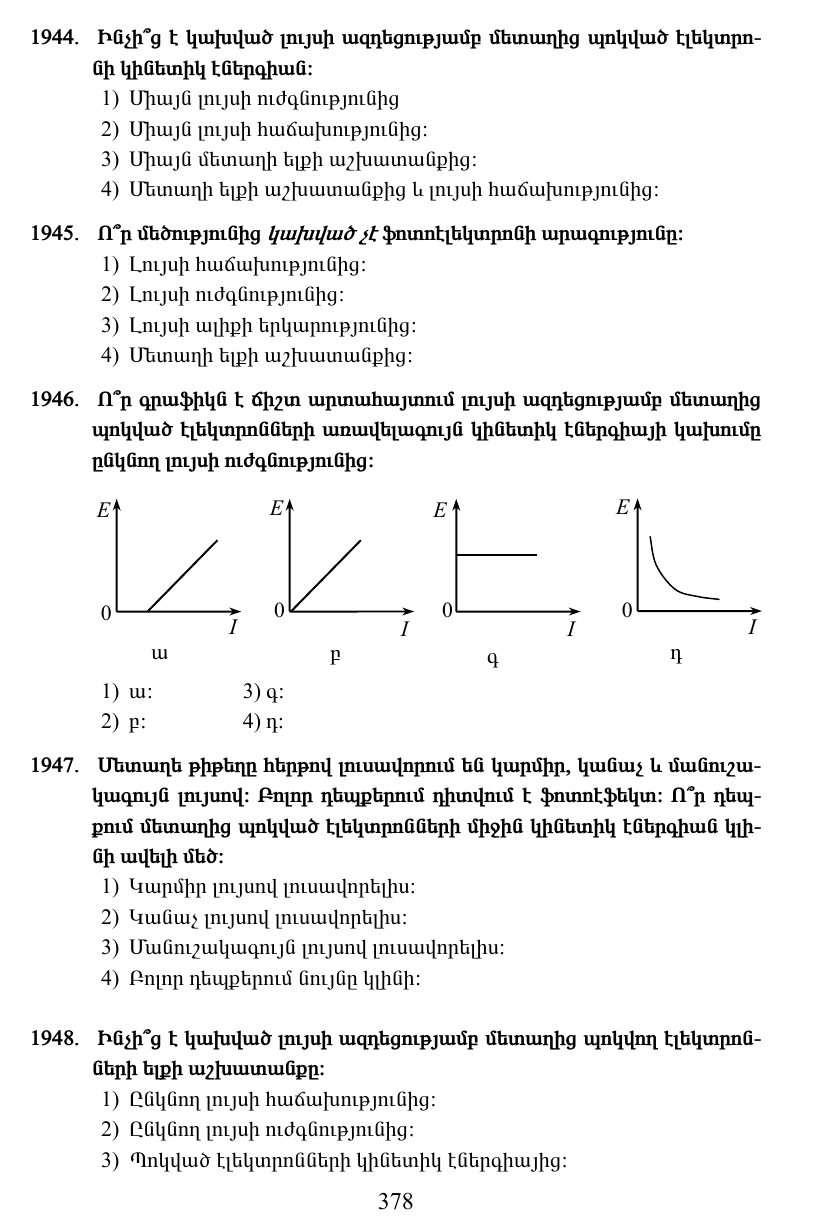 1944. Ինչի՞ց է կախված լույսի ազդեցությամբ մետաղից պոկված էլեկտրո-
նի կինետիկ էներգիան:
1) Միայն լույսի ուժգնությունից
2) Միայն լույսի հաճախությունից:
3) Միայն մետաղի ելքի աշխատանքից:
4) Մետաղի ելքի աշխատանքից և լույսի հաճախությունից:
1945. Ո՞ր մեծությունից կախված չէ ֆոտոէլեկտրոնի արագությունը:
1) Լույսի հաճախությունից:
2) Լույսի ուժգնությունից:
3) Լույսի ալիքի երկարությունից:
4) Մետաղի ելքի աշխատանքից:
1946. Ո՞ր գրաֆիկն է ճիշտ արտահայտում լույսի ազդեցությամբ մետաղից
պոկված էլեկտրոնների առավելագույն կինետիկ էներգիայի կախումը
ընկնող լույսի ուժգնությունից:
E E E E
0 0 0 0
I I I I
ա բ գ դ
1) ա: 3) գ:
2) բ: 4) դ:
1947. Մետաղե թիթեղը հերթով լուսավորում են կարմիր, կանաչ և մանուշա-
կագույն լույսով: Բոլոր դեպքերում դիտվում է ֆոտոէֆեկտ: Ո՞ր դեպ-
քում մետաղից պոկված էլեկտրոնների միջին կինետիկ էներգիան կլի-
նի ավելի մեծ:
1) Կարմիր լույսով լուսավորելիս:
2) Կանաչ լույսով լուսավորելիս:
3) Մանուշակագույն լույսով լուսավորելիս:
4) Բոլոր դեպքերում նույնը կլինի:
1948. Ինչի՞ց է կախված լույսի ազդեցությամբ մետաղից պոկվող էլեկտրոն-
ների ելքի աշխատանքը:
1) Ընկնող լույսի հաճախությունից:
2) Ընկնող լույսի ուժգնությունից:
3) Պոկված էլեկտրոնների կինետիկ էներգիայից:
378